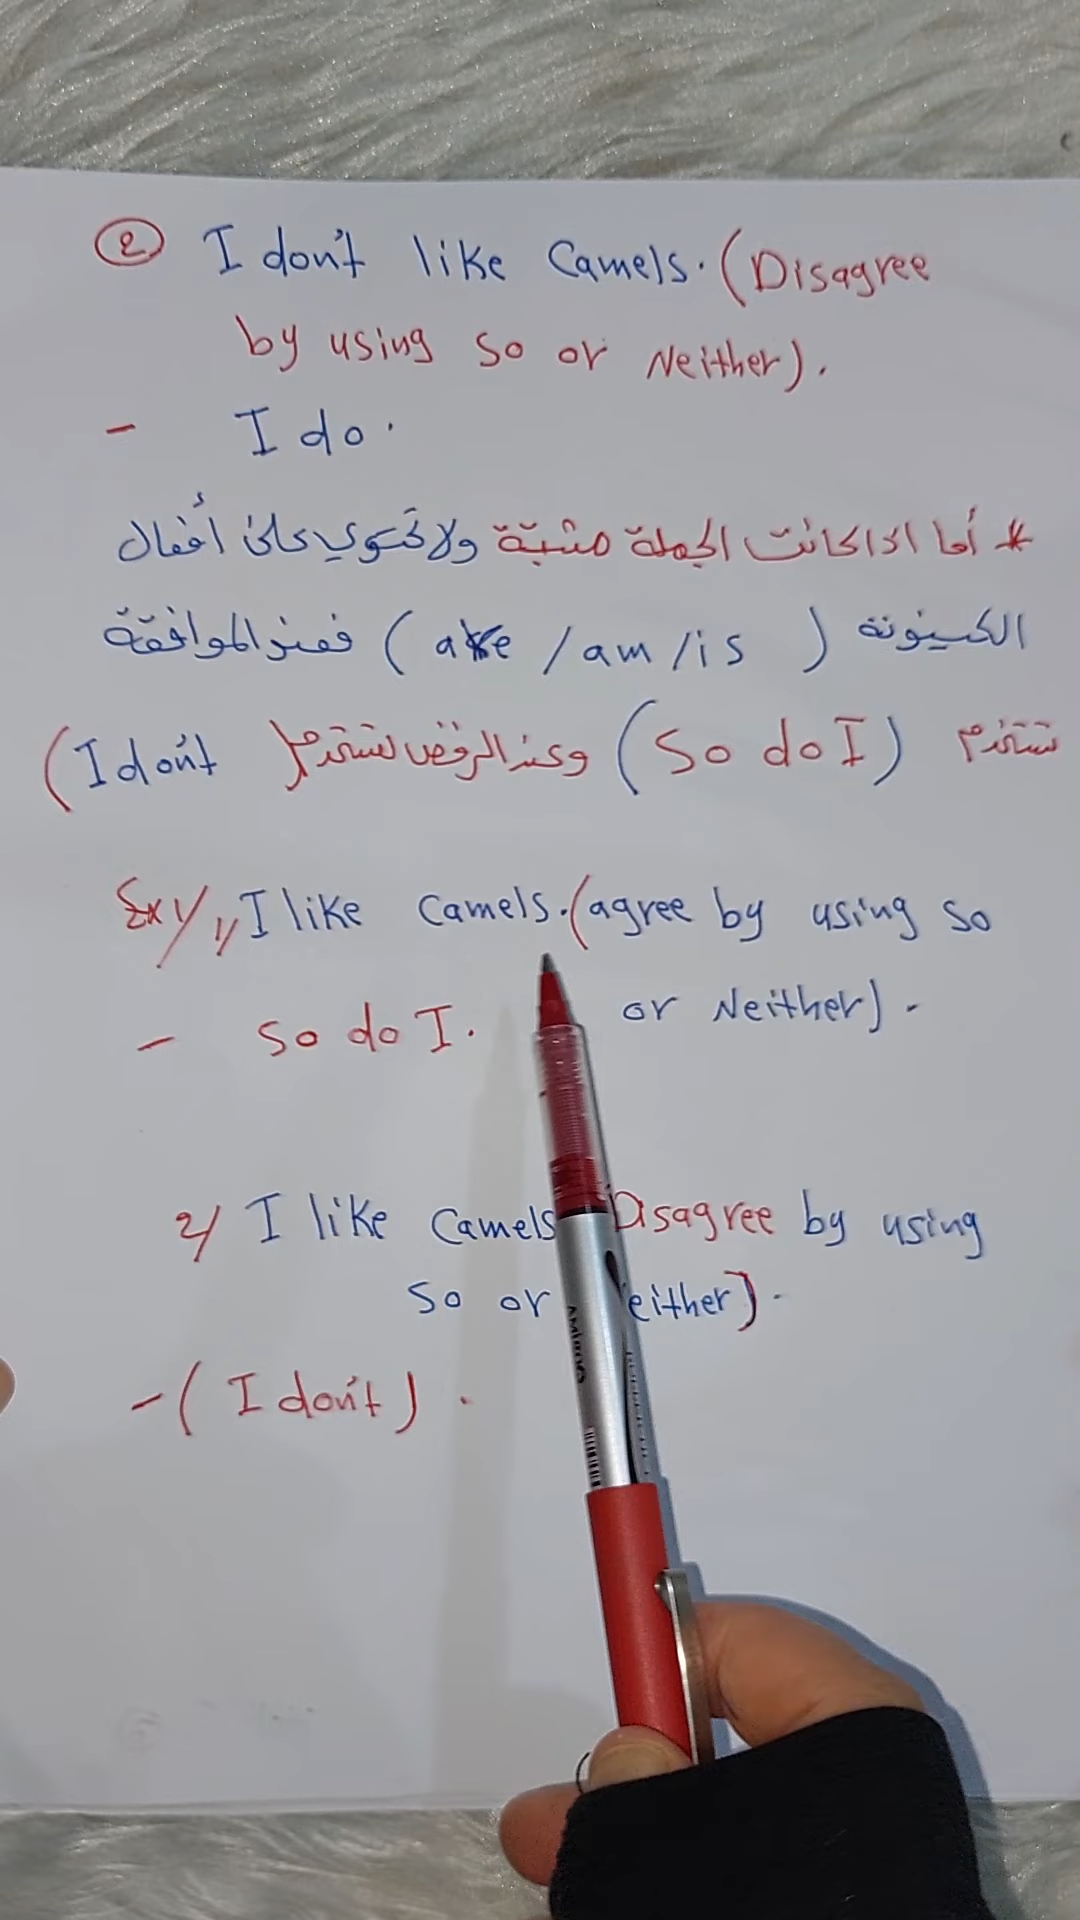 ② I don't like Camels. (Disagree
by using so or Neither).
- I do.
* أما اذا كانت الجملة مثبتة ولا تحتوي على أفعال
الكينونة ( are / am / is ) فعند الموافقة
تستخدم (So do I) وعند الرفض نستخدم (I don't)
Ex// 1/ I like Camels. (agree by using so
or Neither).
- so do I.
2/ I like Camels Disagree by using
so or either).
- (I don't).